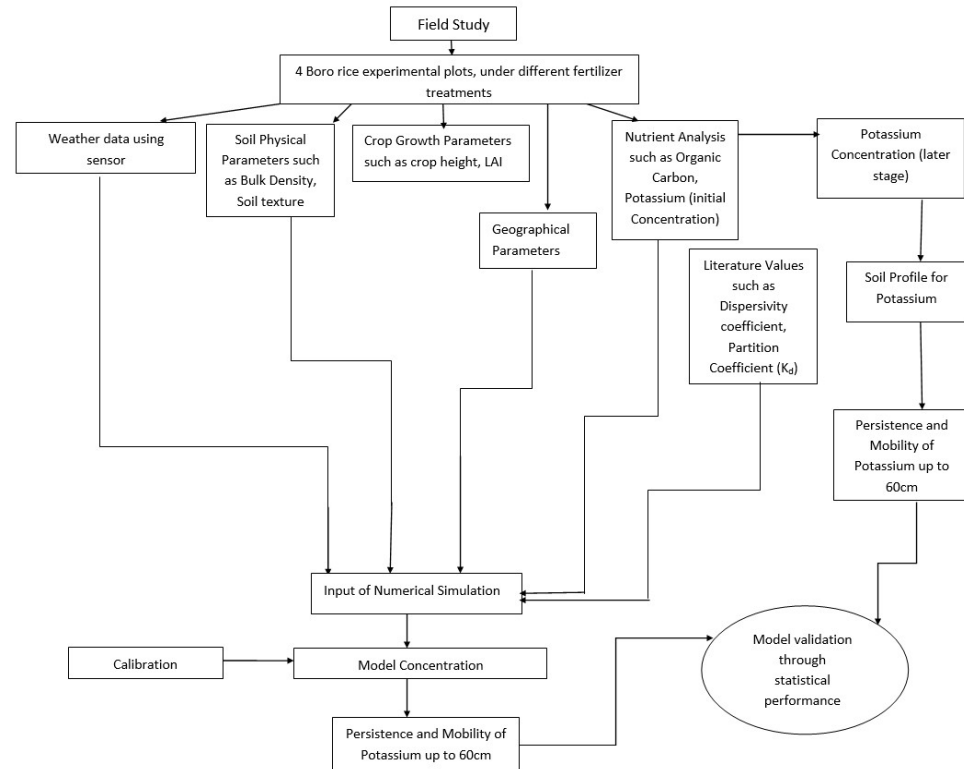 Field Study
4 Boro rice experimental plots, under different fertilizer
treatments
Weather data using
sensor
Soil Physical
Parameters such
as Bulk Density,
Soil texture
Crop Growth Parameters
such as crop height, LAI
Geographical
Parameters
Nutrient Analysis
such as Organic
Carbon,
Potassium (initial
Concentration)
Potassium
Concentration (later
stage)
Literature Values
such as
Dispersivity
coefficient,
Partition
Coefficient (Kd)
Soil Profile for
Potassium
Persistence and
Mobility of
Potassium up to
60cm
Input of Numerical Simulation
Calibration
Model Concentration
Persistence and Mobility of
Potassium up to 60cm
Model validation
through
statistical
performance